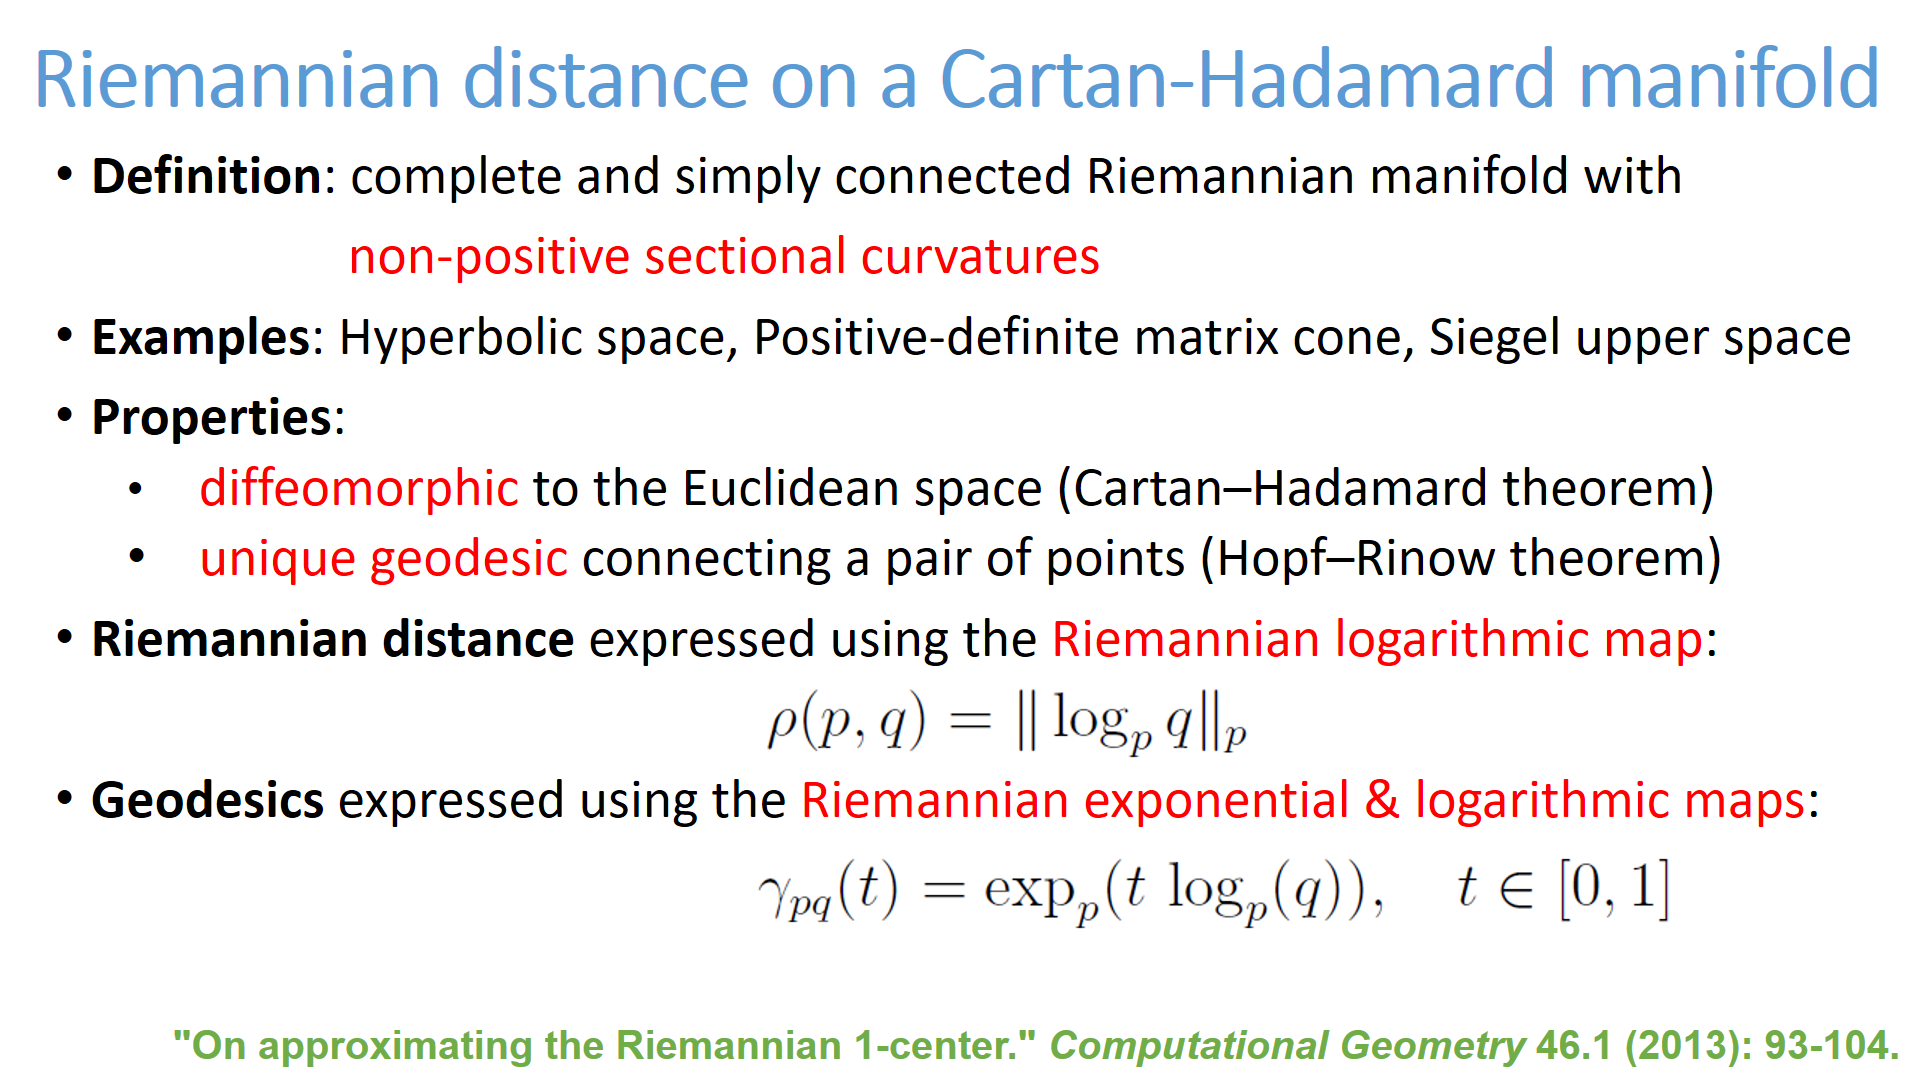 Riemannian distance on a Cartan-Hadamard manifold
• Definition: complete and simply connected Riemannian manifold with
non-positive sectional curvatures
• Examples: Hyperbolic space, Positive-definite matrix cone, Siegel upper space
• Properties:
• diffeomorphic to the Euclidean space (Cartan–Hadamard theorem)
• unique geodesic connecting a pair of points (Hopf–Rinow theorem)
• Riemannian distance expressed using the Riemannian logarithmic map:
ρ(p, q) = ‖ log_p q‖_p
• Geodesics expressed using the Riemannian exponential & logarithmic maps:
γ_{pq}(t) = exp_p(t log_p(q)), t ∈ [0, 1]
"On approximating the Riemannian 1-center." Computational Geometry 46.1 (2013): 93-104.